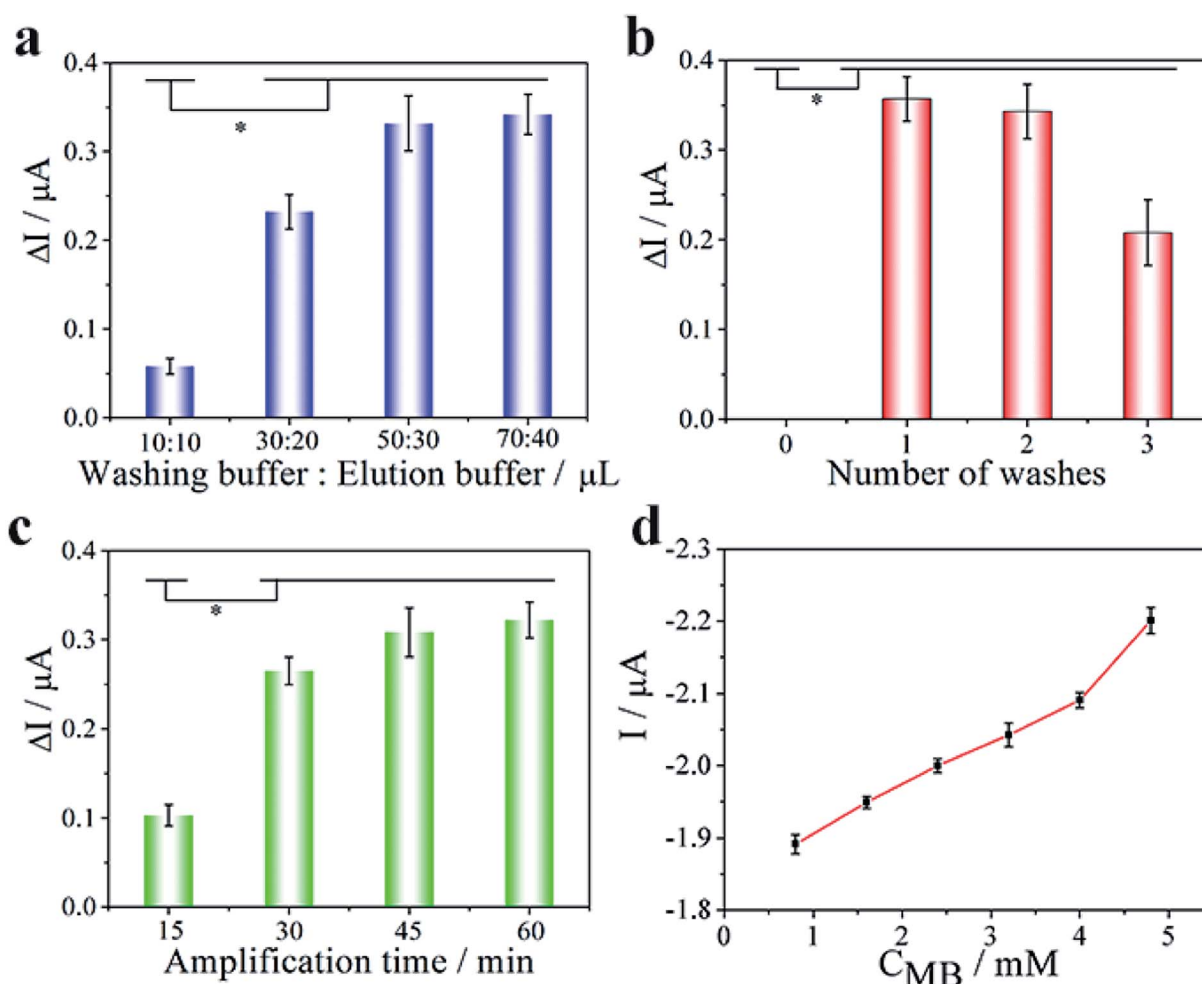 a
0.4
0.3
0.2
0.1
0.0
ΔI / μA
*
10:10 30:20 50:30 70:40
Washing buffer : Elution buffer / μL
b
0.4
0.3
0.2
0.1
0.0
ΔI / μA
*
0 1 2 3
Number of washes
c
0.4
0.3
0.2
0.1
0.0
ΔI / μA
*
15 30 45 60
Amplification time / min
d
-2.3
-2.2
-2.1
-2.0
-1.9
-1.8
I / μA
0 1 2 3 4 5
CMB / mM